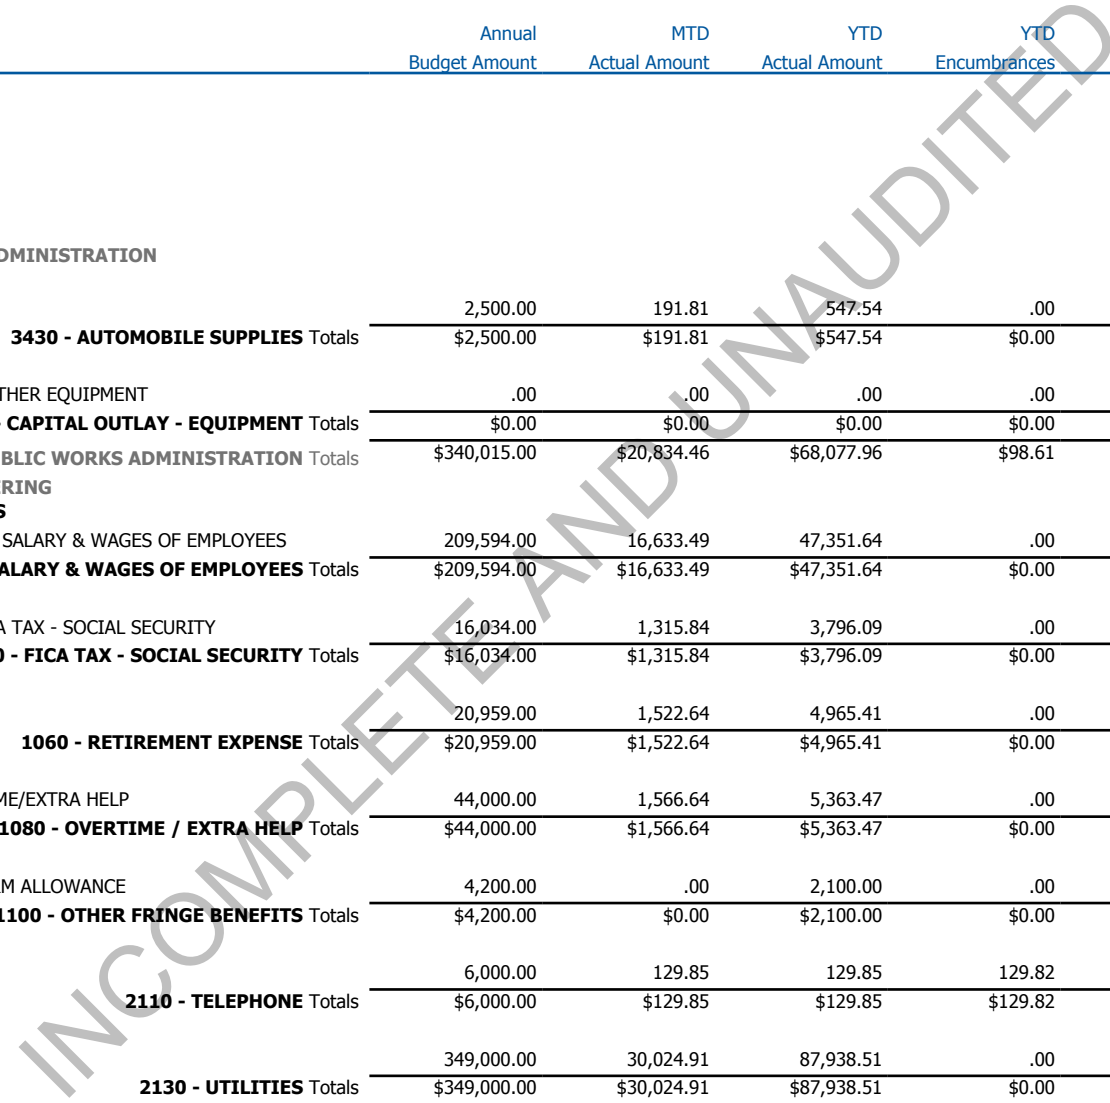 Annual MTD YTD YTD
Budget Amount Actual Amount Actual Amount Encumbrances
DMINISTRATION
2,500.00 191.81 547.54 .00
3430 - AUTOMOBILE SUPPLIES Totals $2,500.00 $191.81 $547.54 $0.00
THER EQUIPMENT .00 .00 .00 .00
CAPITAL OUTLAY - EQUIPMENT Totals $0.00 $0.00 $0.00 $0.00
BLIC WORKS ADMINISTRATION Totals $340,015.00 $20,834.46 $68,077.96 $98.61
RING
S
SALARY & WAGES OF EMPLOYEES 209,594.00 16,633.49 47,351.64 .00
ALARY & WAGES OF EMPLOYEES Totals $209,594.00 $16,633.49 $47,351.64 $0.00
A TAX - SOCIAL SECURITY 16,034.00 1,315.84 3,796.09 .00
0 - FICA TAX - SOCIAL SECURITY Totals $16,034.00 $1,315.84 $3,796.09 $0.00
20,959.00 1,522.64 4,965.41 .00
1060 - RETIREMENT EXPENSE Totals $20,959.00 $1,522.64 $4,965.41 $0.00
ME/EXTRA HELP 44,000.00 1,566.64 5,363.47 .00
1080 - OVERTIME / EXTRA HELP Totals $44,000.00 $1,566.64 $5,363.47 $0.00
M ALLOWANCE 4,200.00 .00 2,100.00 .00
1100 - OTHER FRINGE BENEFITS Totals $4,200.00 $0.00 $2,100.00 $0.00
6,000.00 129.85 129.85 129.82
2110 - TELEPHONE Totals $6,000.00 $129.85 $129.85 $129.82
349,000.00 30,024.91 87,938.51 .00
2130 - UTILITIES Totals $349,000.00 $30,024.91 $87,938.51 $0.00
INCOMPLETE AND UNAUDITED